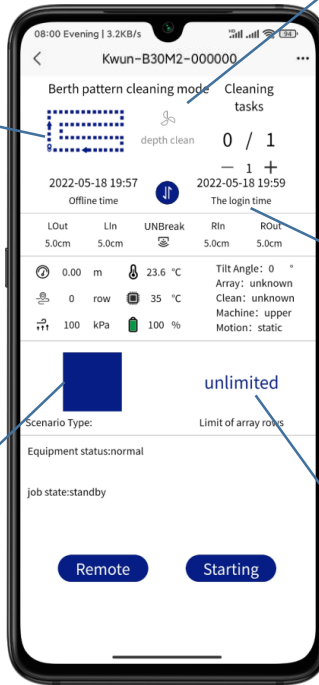 08:00 Evening | 3.2KB/s 94
Kwun-B30M2-000000
Berth pattern cleaning mode
Cleaning tasks
depth clean
0 / 1
— 1 +
2022-05-18 19:57
Offline time
2022-05-18 19:59
The login time
LOut LIn UNBreak RIn ROut
5.0cm 5.0cm 5.0cm 5.0cm
0.00 m 23.6 °C Tilt Angle: 0 °
Array: unknown
0 row 35 °C Clean: unknown
Machine: upper
100 kPa 100 % Motion: static
unlimited
Scenario Type: Limit of array rows
Equipment status:normal
job state:standby
Remote Starting